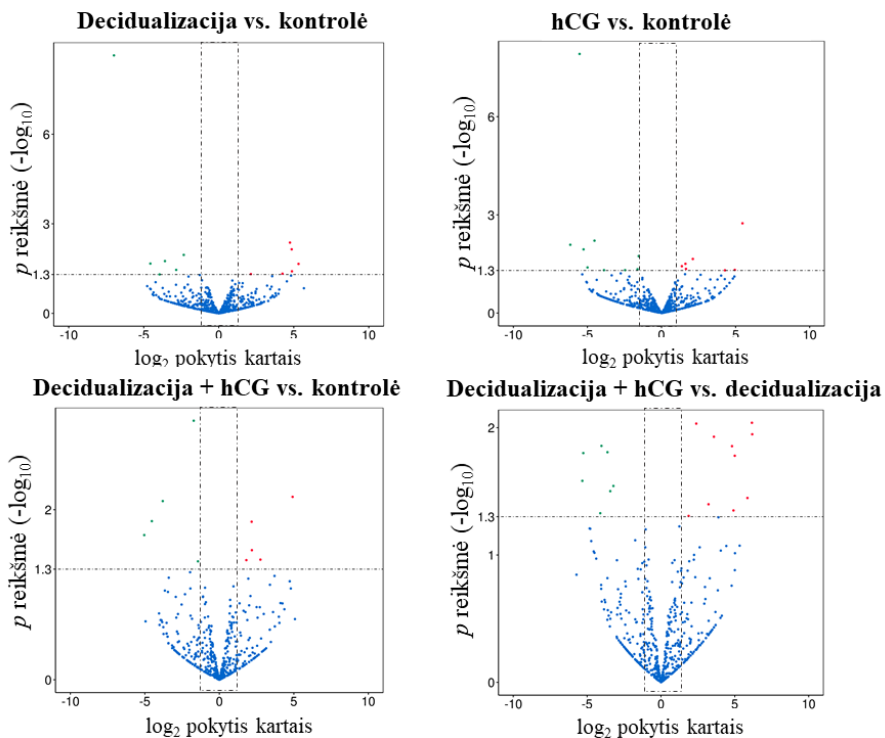 Decidualizacija vs. kontrolė
p reikšmė (-log10)
6
3
1.3
0
-10
-5
0
5
10
log2 pokytis kartais
hCG vs. kontrolė
p reikšmė (-log10)
6
3
1.3
0
-10
-5
0
5
10
log2 pokytis kartais
Decidualizacija + hCG vs. kontrolė
p reikšmė (-log10)
2
1.3
0
-10
-5
0
5
10
log2 pokytis kartais
Decidualizacija + hCG vs. decidualizacija
p reikšmė (-log10)
2
1.3
1
0
-10
-5
0
5
10
log2 pokytis kartais